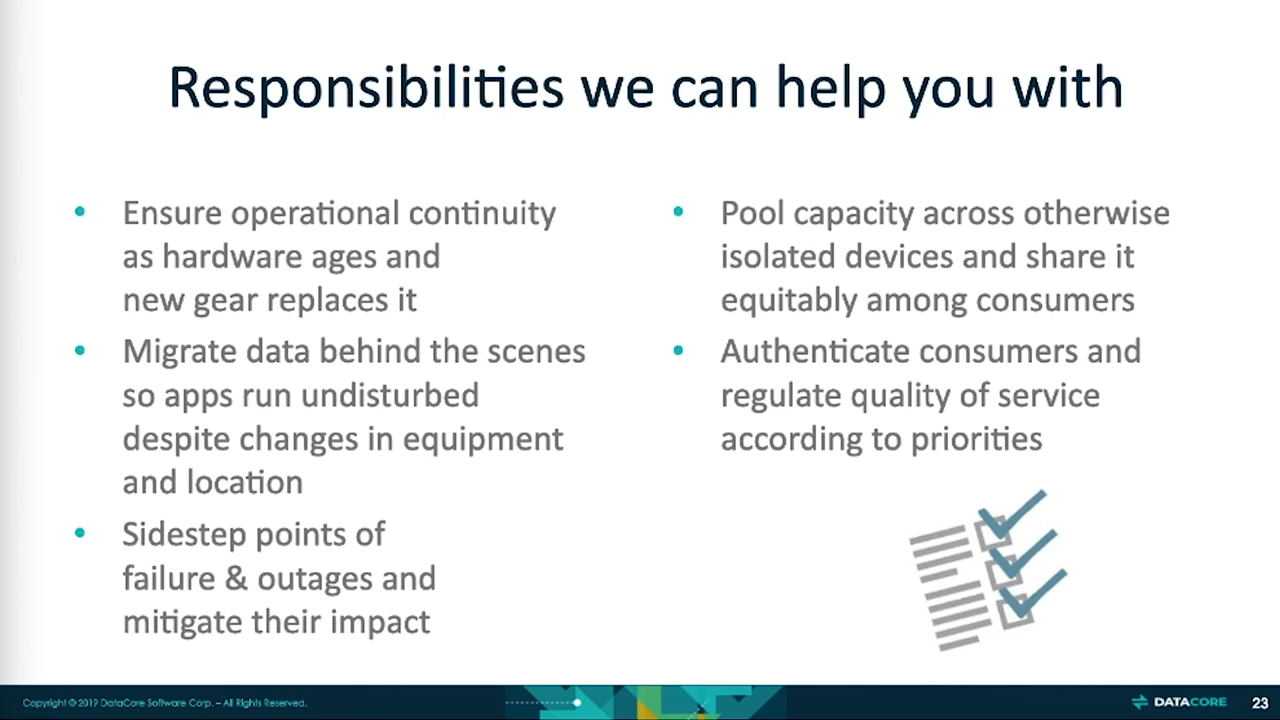 Responsibilities we can help you with
• Ensure operational continuity
as hardware ages and
new gear replaces it
• Migrate data behind the scenes
so apps run undisturbed
despite changes in equipment
and location
• Sidestep points of
failure & outages and
mitigate their impact
• Pool capacity across otherwise
isolated devices and share it
equitably among consumers
• Authenticate consumers and
regulate quality of service
according to priorities
Copyright © 2019 DataCore Software Corp. – All Rights Reserved.
DATACORE
23